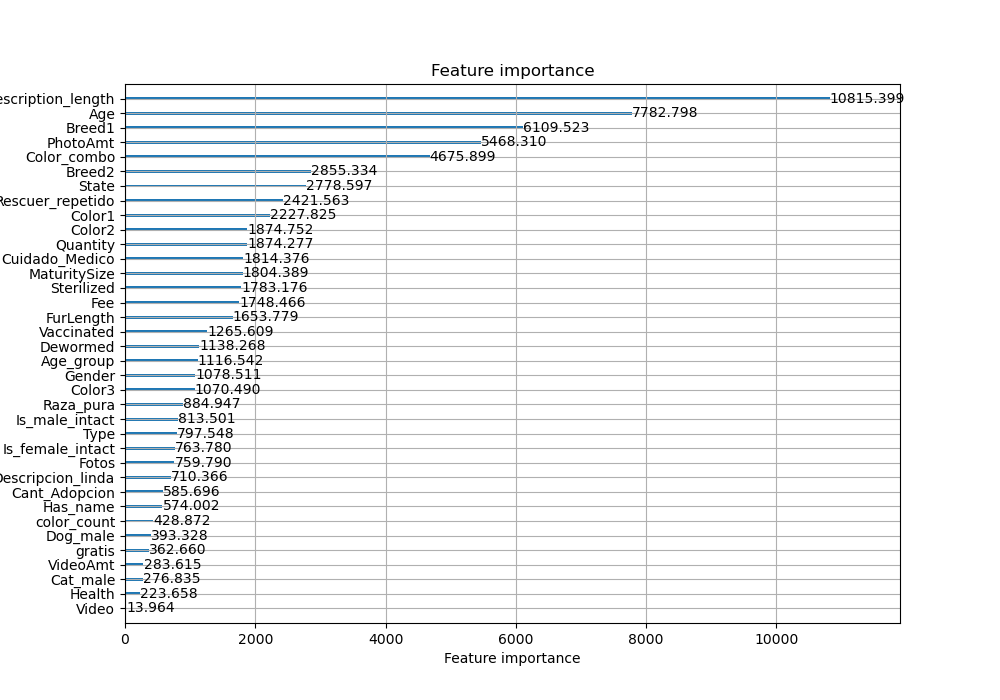 Feature importance
escription_length 10815.399
Age 7782.798
Breed1 6109.523
PhotoAmt 5468.310
Color_combo 4675.899
Breed2 2855.334
State 2778.597
Rescuer_repetido 2421.563
Color1 2227.825
Color2 1874.752
Quantity 1874.277
Cuidado_Medico 1814.376
MaturitySize 1804.389
Sterilized 1783.176
Fee 1748.466
FurLength 1653.779
Vaccinated 1265.609
Dewormed 1138.268
Age_group 1116.542
Gender 1078.511
Color3 1070.490
Raza_pura 884.947
Is_male_intact 813.501
Type 797.548
Is_female_intact 763.780
Fotos 759.790
Descripcion_linda 710.366
Cant_Adopcion 585.696
Has_name 574.002
color_count 428.872
Dog_male 393.328
gratis 362.660
VideoAmt 283.615
Cat_male 276.835
Health 223.658
Video 13.964
0 2000 4000 6000 8000 10000
Feature importance